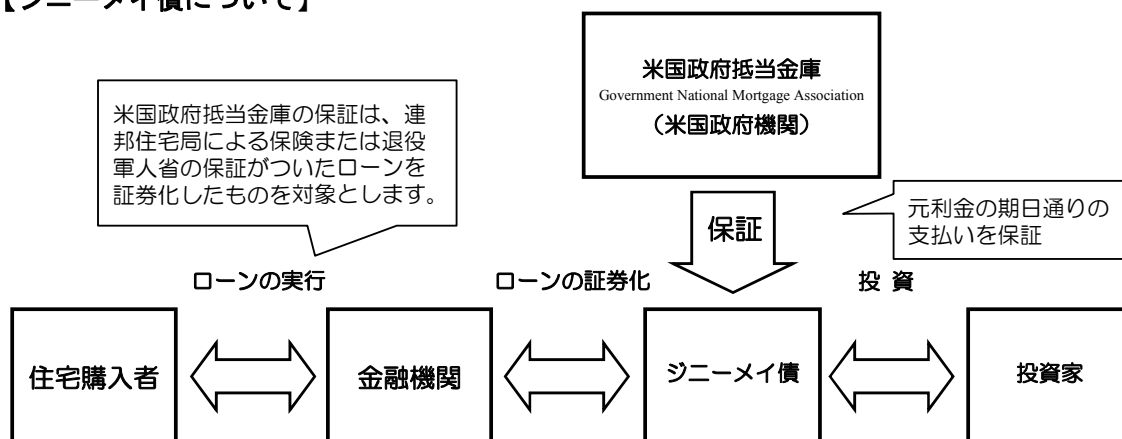 【ジニーメイ債について】
米国政府抵当金庫
Government National Mortgage Association
（米国政府機関）
米国政府抵当金庫の保証は、連
邦住宅局による保険または退役
軍人省の保証がついたローンを
証券化したものを対象とします。
保証
元利金の期日通りの
支払いを保証
ローンの実行
ローンの証券化
投 資
住宅購入者
金融機関
ジニーメイ債
投資家